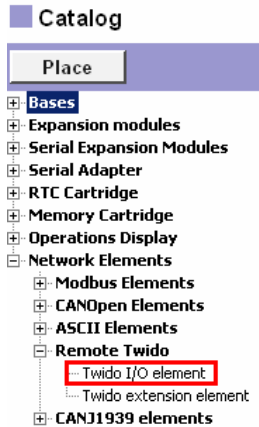 Catalog
Place
Bases
Expansion modules
Serial Expansion Modules
Serial Adapter
RTC Cartridge
Memory Cartridge
Operations Display
Network Elements
Modbus Elements
CANOpen Elements
ASCII Elements
Remote Twido
Twido I/O element
Twido extension element
CANJ1939 elements